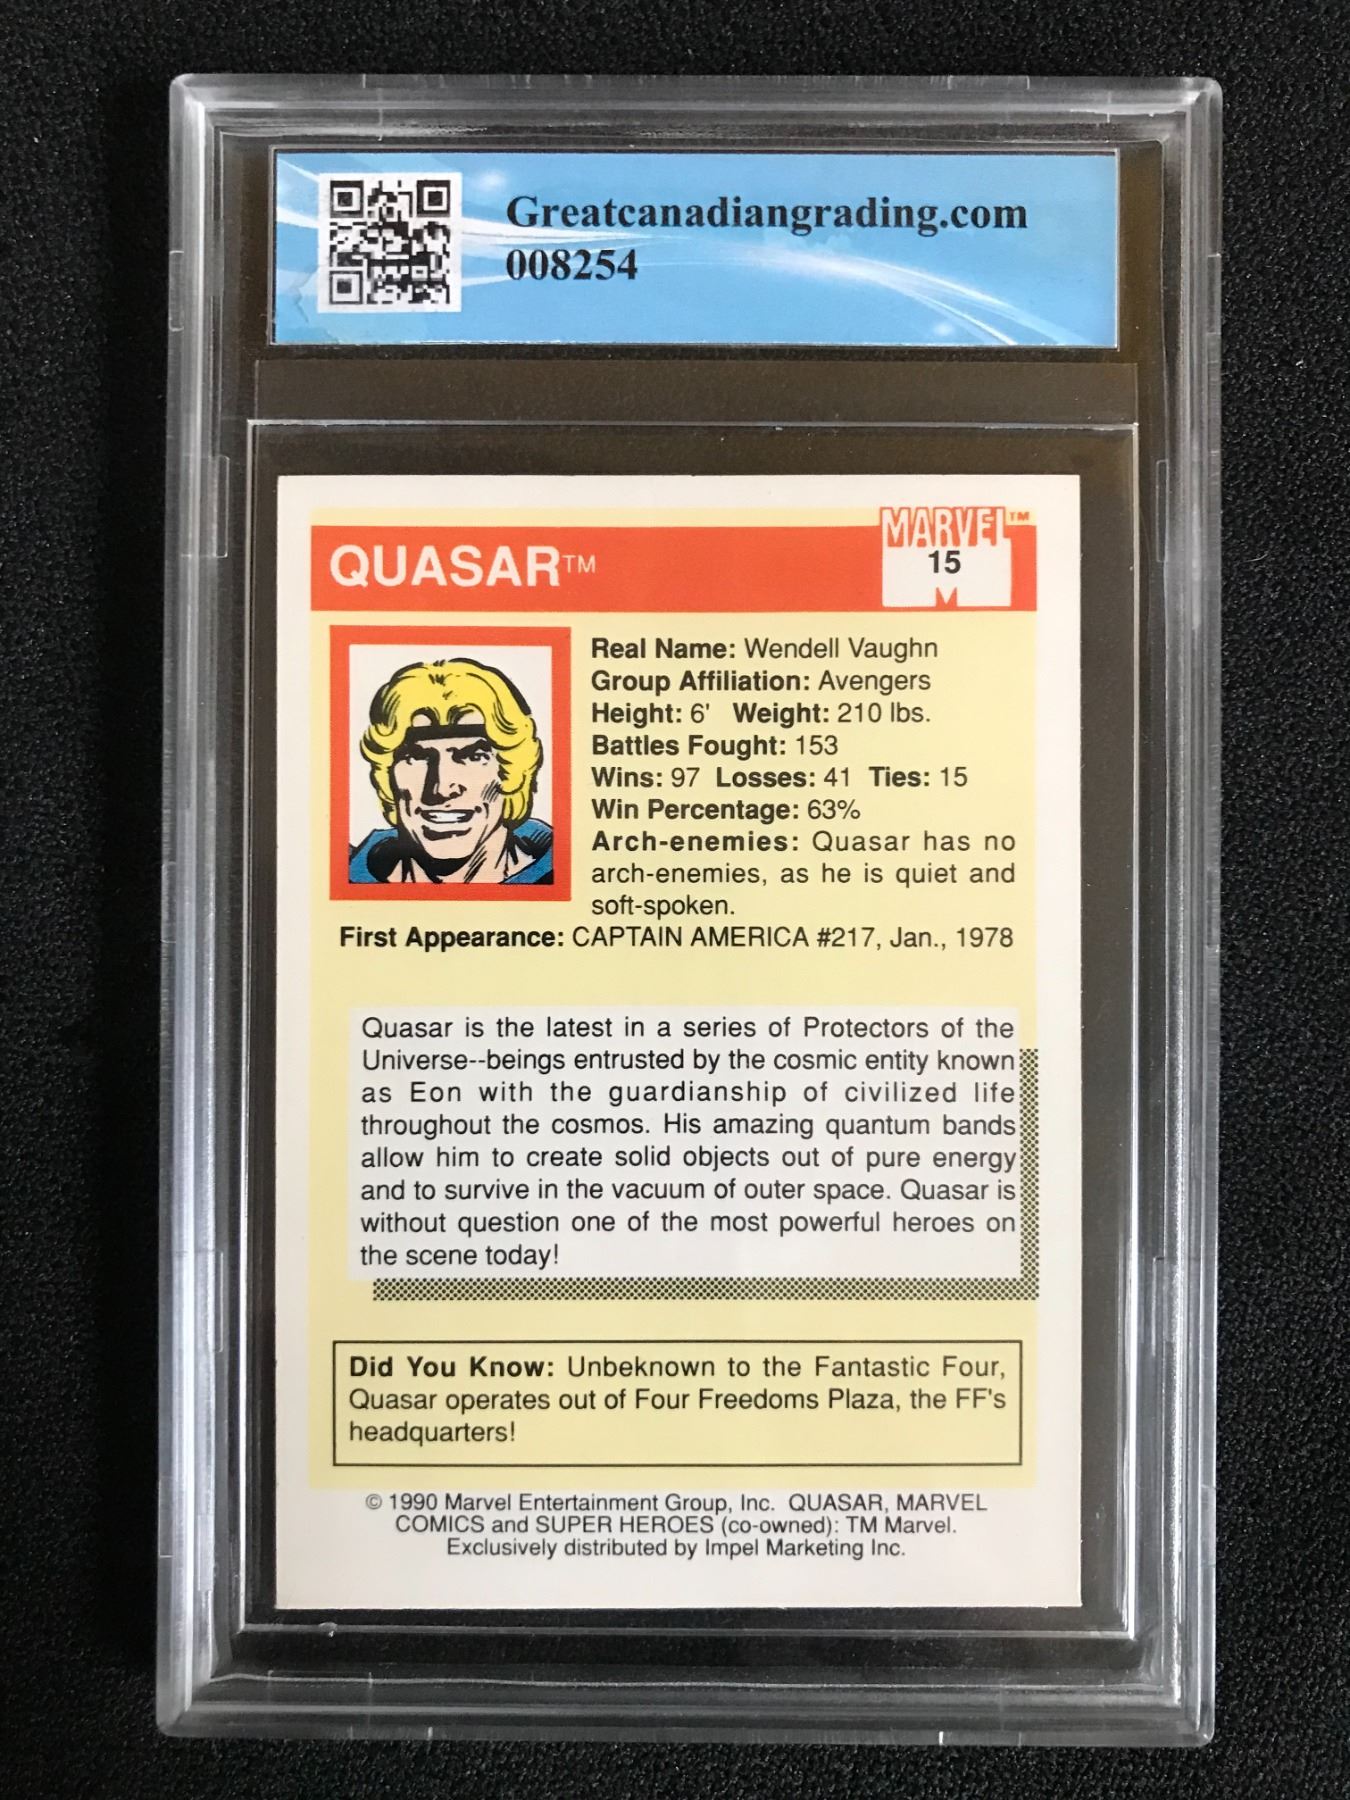 Greatcanadiangrading.com
008254
QUASAR™
MARVEL™
15
Real Name: Wendell Vaughn
Group Affiliation: Avengers
Height: 6' Weight: 210 lbs.
Battles Fought: 153
Wins: 97 Losses: 41 Ties: 15
Win Percentage: 63%
Arch-enemies: Quasar has no
arch-enemies, as he is quiet and
soft-spoken.
First Appearance: CAPTAIN AMERICA #217, Jan., 1978
Quasar is the latest in a series of Protectors of the
Universe--beings entrusted by the cosmic entity known
as Eon with the guardianship of civilized life
throughout the cosmos. His amazing quantum bands
allow him to create solid objects out of pure energy
and to survive in the vacuum of outer space. Quasar is
without question one of the most powerful heroes on
the scene today!
Did You Know: Unbeknown to the Fantastic Four,
Quasar operates out of Four Freedoms Plaza, the FF's
headquarters!
© 1990 Marvel Entertainment Group, Inc. QUASAR, MARVEL
COMICS and SUPER HEROES (co-owned): TM Marvel.
Exclusively distributed by Impel Marketing Inc.